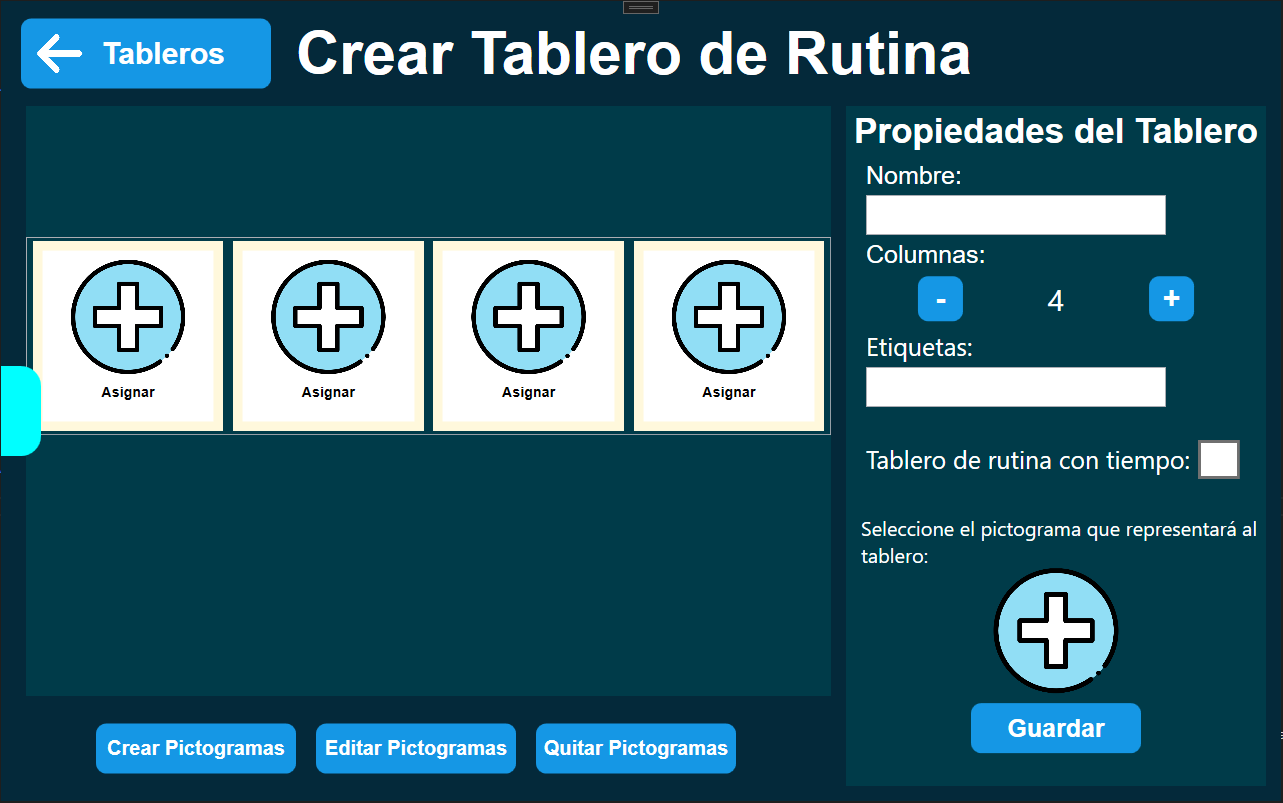 Tableros
Crear Tablero de Rutina
Asignar
Asignar
Asignar
Asignar
Crear Pictogramas
Editar Pictogramas
Quitar Pictogramas
Propiedades del Tablero
Nombre:
Columnas:
- 4 +
Etiquetas:
Tablero de rutina con tiempo:
Seleccione el pictograma que representará al
tablero:
Guardar